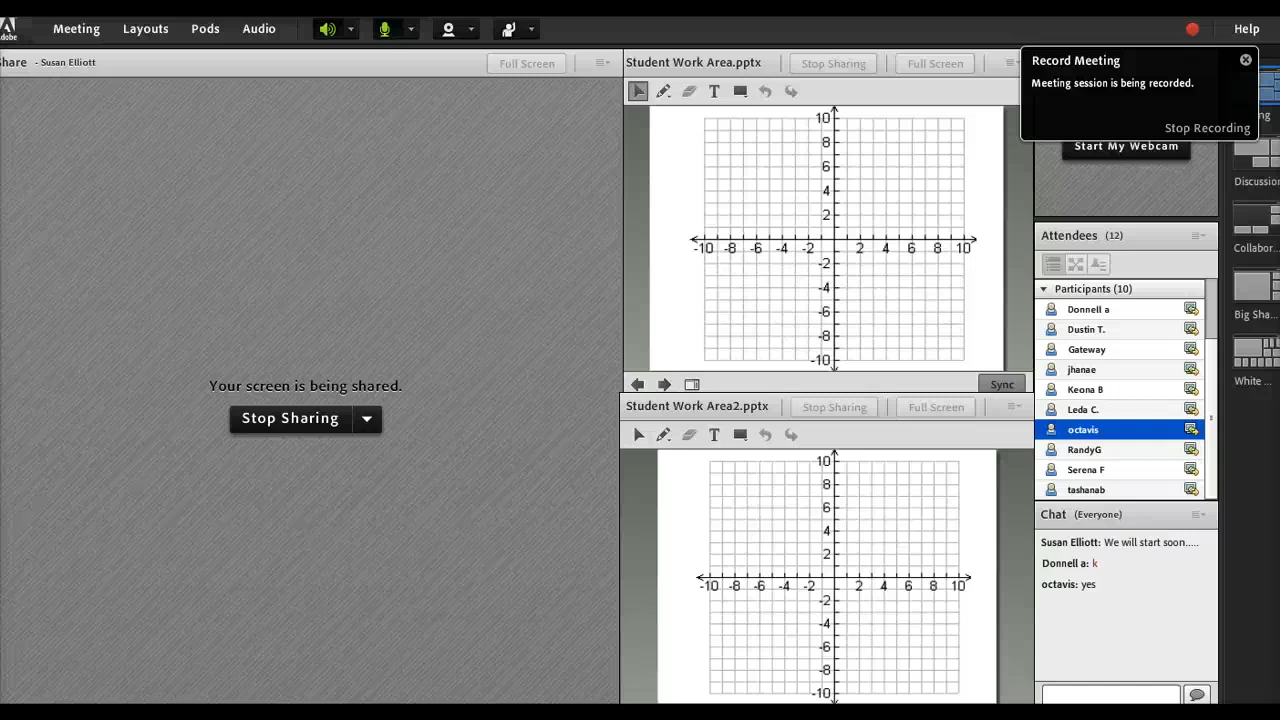 Adobe
Meeting Layouts Pods Audio Help
Share - Susan Elliott Full Screen
Your screen is being shared.
Stop Sharing
Student Work Area.pptx Stop Sharing Full Screen
T
10
8
6
4
2
-10 -8 -6 -4 -2 2 4 6 8 10
-2
-4
-6
-8
-10
Sync
Student Work Area2.pptx Stop Sharing Full Screen
T
10
8
6
4
2
-10 -8 -6 -4 -2 2 4 6 8 10
-2
-4
-6
-8
-10
Record Meeting
Meeting session is being recorded.
Stop Recording
Start My Webcam
Attendees (12)
Participants (10)
Donnell a
Dustin T.
Gateway
jhanae
Keona B
Leda C.
octavis
RandyG
Serena F
tashanab
Chat (Everyone)
Susan Elliott: We will start soon.....
Donnell a: k
octavis: yes
Discussion
Collabor...
Big Sha...
White ...